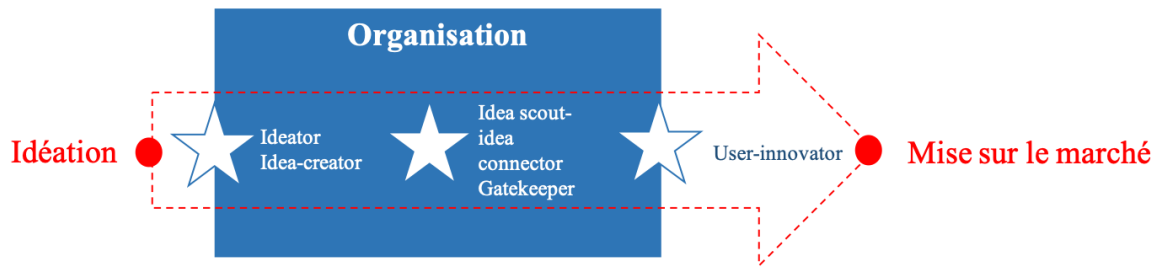 Organisation
Idéation
Ideator
Idea-creator
Idea scout-
idea
connector
Gatekeeper
User-innovator
Mise sur le marché